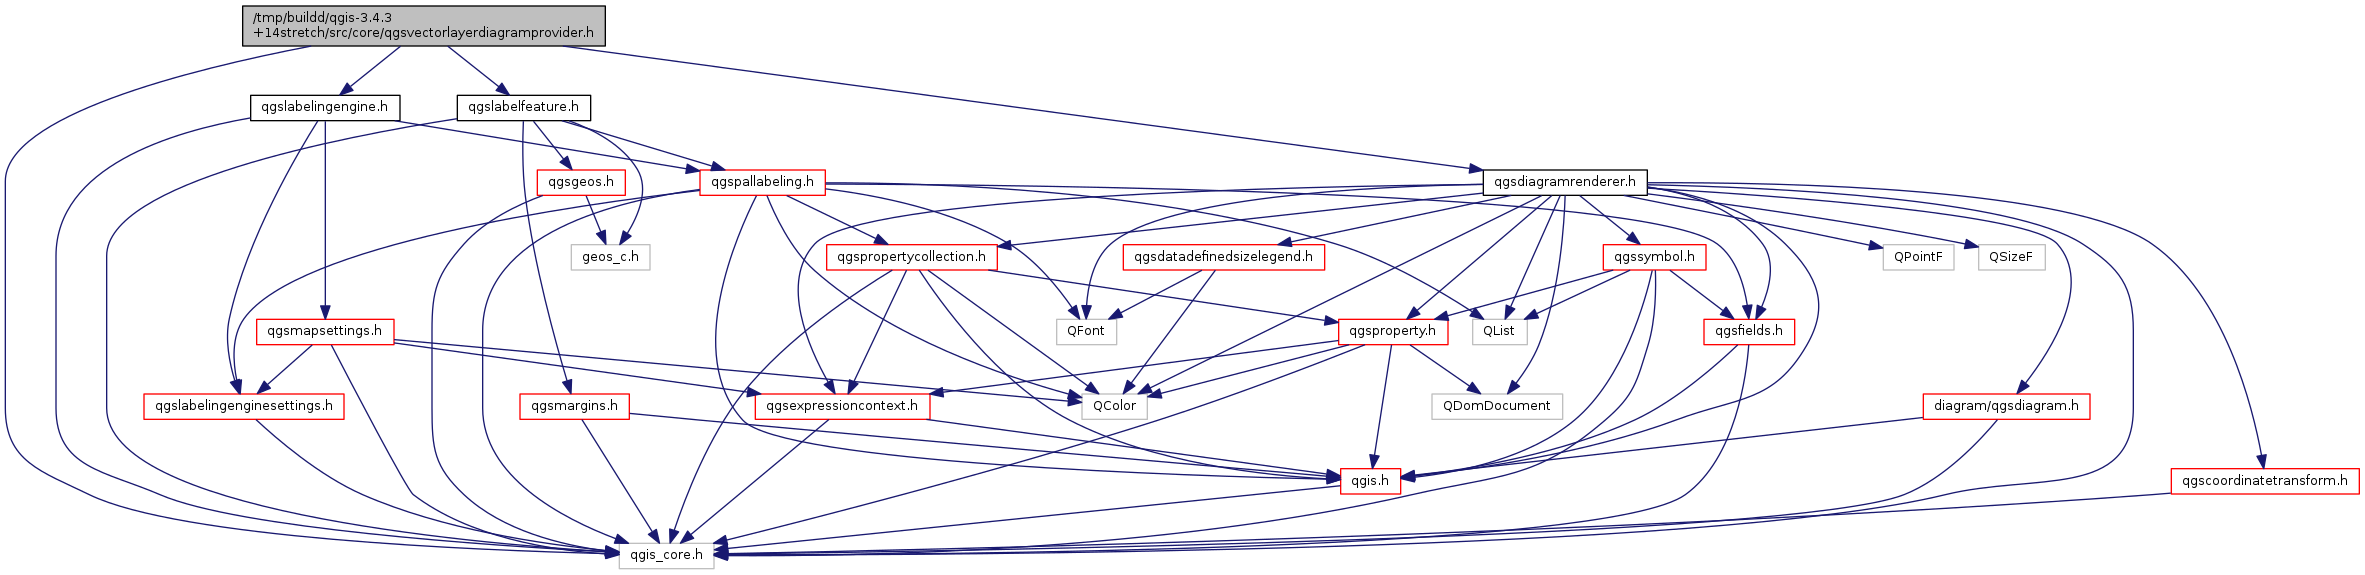 /tmp/buildd/qgis-3.4.3
+14stretch/src/core/qgsvectorlayerdiagramprovider.h
qgslabelingengine.h
qgslabelfeature.h
qgsgeos.h
qgspallabeling.h
qgsdiagramrenderer.h
geos_c.h
qgspropertycollection.h
qgsdatadefinedsizelegend.h
qgssymbol.h
QPointF
QSizeF
qgsmapsettings.h
QFont
qgsproperty.h
QList
qgsfields.h
qgslabelingenginesettings.h
qgsmargins.h
qgsexpressioncontext.h
QColor
QDomDocument
diagram/qgsdiagram.h
qgis.h
qgscoordinatetransform.h
qgis_core.h